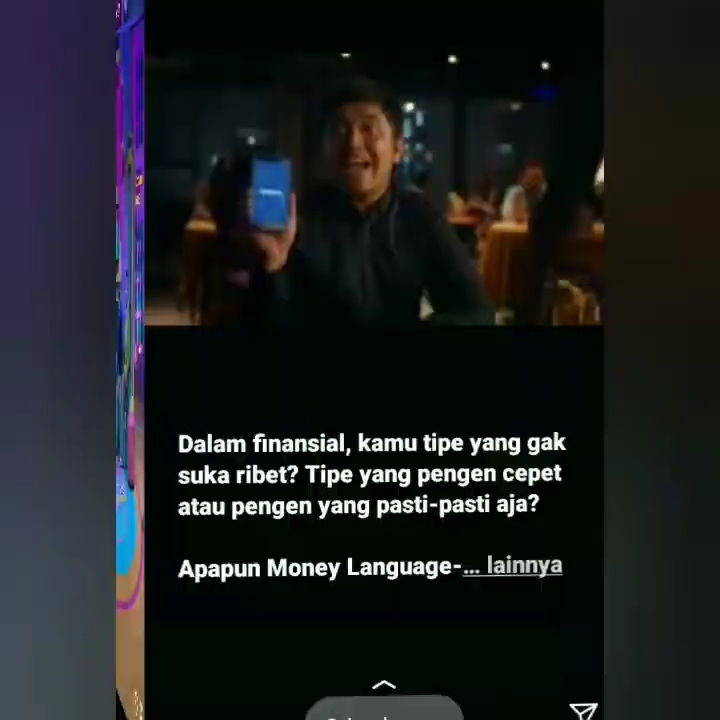 Dalam finansial, kamu tipe yang gak
suka ribet? Tipe yang pengen cepet
atau pengen yang pasti-pasti aja?
Apapun Money Language-... lainnya